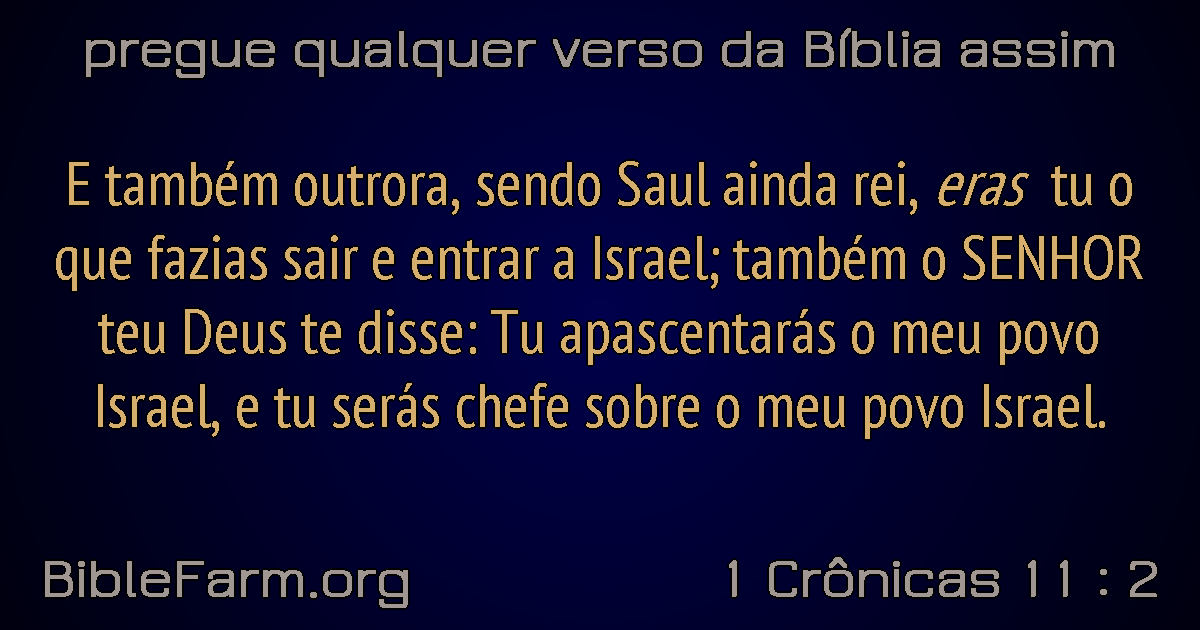 pregue qualquer verso da Bíblia assim
E também outrora, sendo Saul ainda rei, eras tu o
que fazias sair e entrar a Israel; também o SENHOR
teu Deus te disse: Tu apascentarás o meu povo
Israel, e tu serás chefe sobre o meu povo Israel.
BibleFarm.org
1 Crônicas 11 : 2